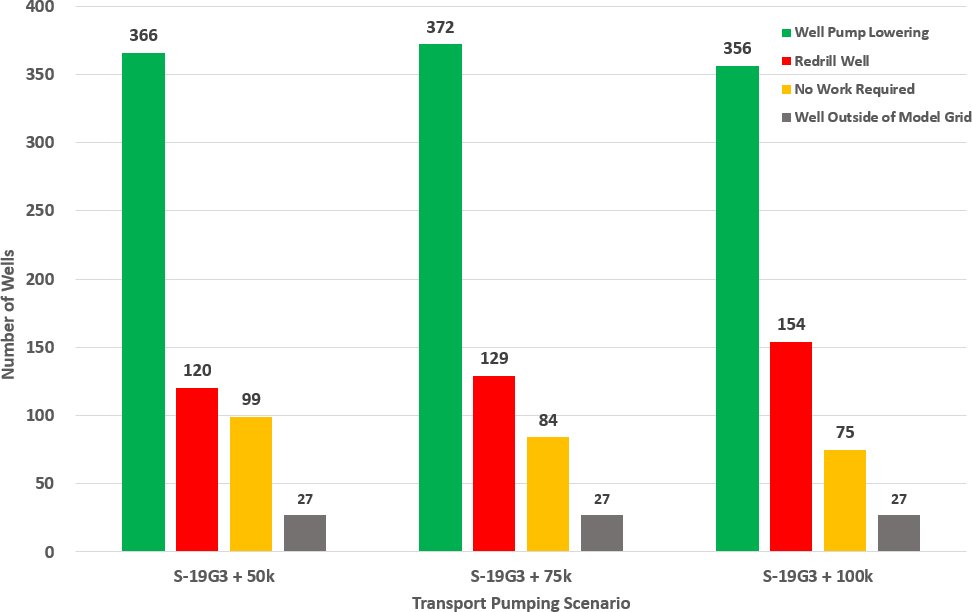 400
350
300
250
200
150
100
50
0
Number of Wells
366
120
99
27
372
129
84
27
356
154
75
27
Well Pump Lowering
Redrill Well
No Work Required
Well Outside of Model Grid
S-19G3 + 50k
S-19G3 + 75k
S-19G3 + 100k
Transport Pumping Scenario